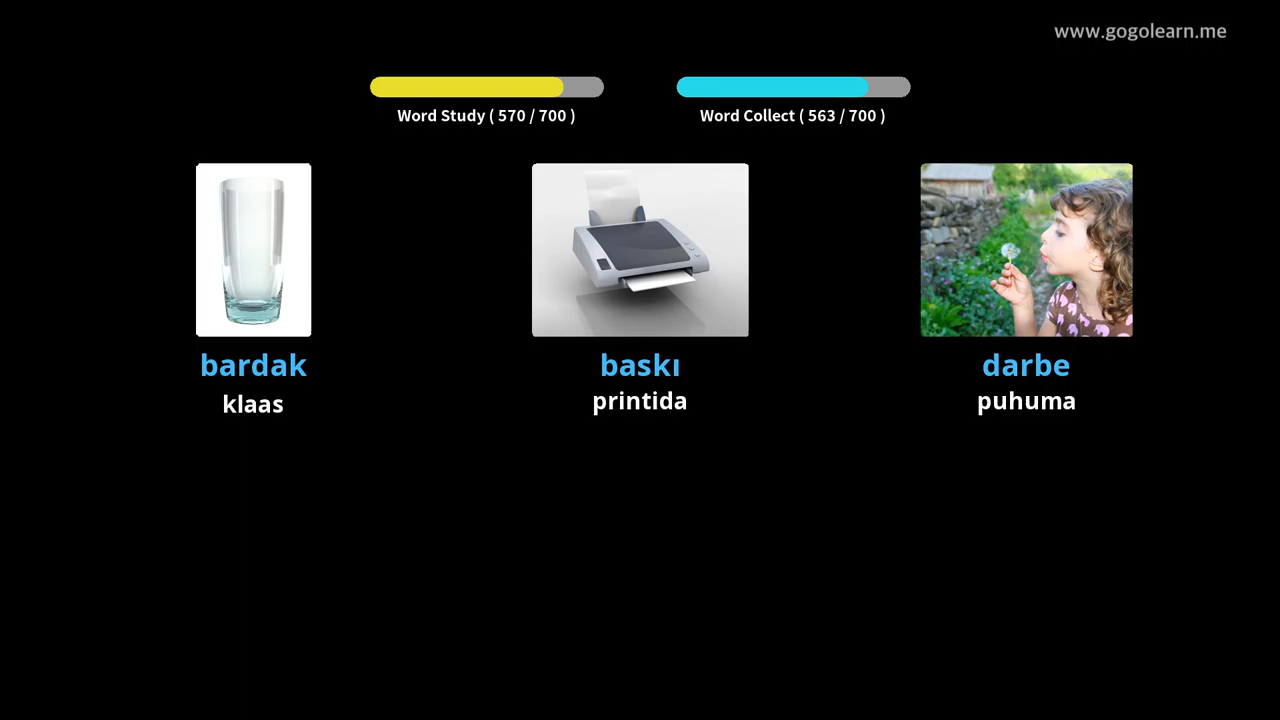 www.gogolearn.me
Word Study ( 570 / 700 )
Word Collect ( 563 / 700 )
bardak
klaas
baskı
printida
darbe
puhuma